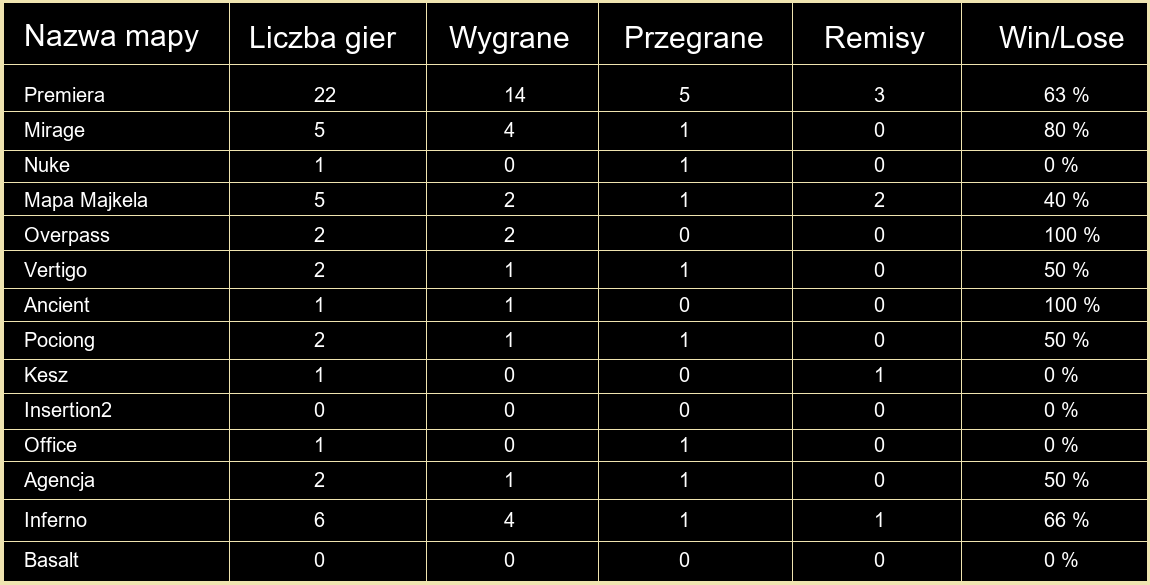 Nazwa mapy Liczba gier Wygrane Przegrane Remisy Win/Lose
Premiera 22 14 5 3 63 %
Mirage 5 4 1 0 80 %
Nuke 1 0 1 0 0 %
Mapa Majkela 5 2 1 2 40 %
Overpass 2 2 0 0 100 %
Vertigo 2 1 1 0 50 %
Ancient 1 1 0 0 100 %
Pociong 2 1 1 0 50 %
Kesz 1 0 0 1 0 %
Insertion2 0 0 0 0 0 %
Office 1 0 1 0 0 %
Agencja 2 1 1 0 50 %
Inferno 6 4 1 1 66 %
Basalt 0 0 0 0 0 %